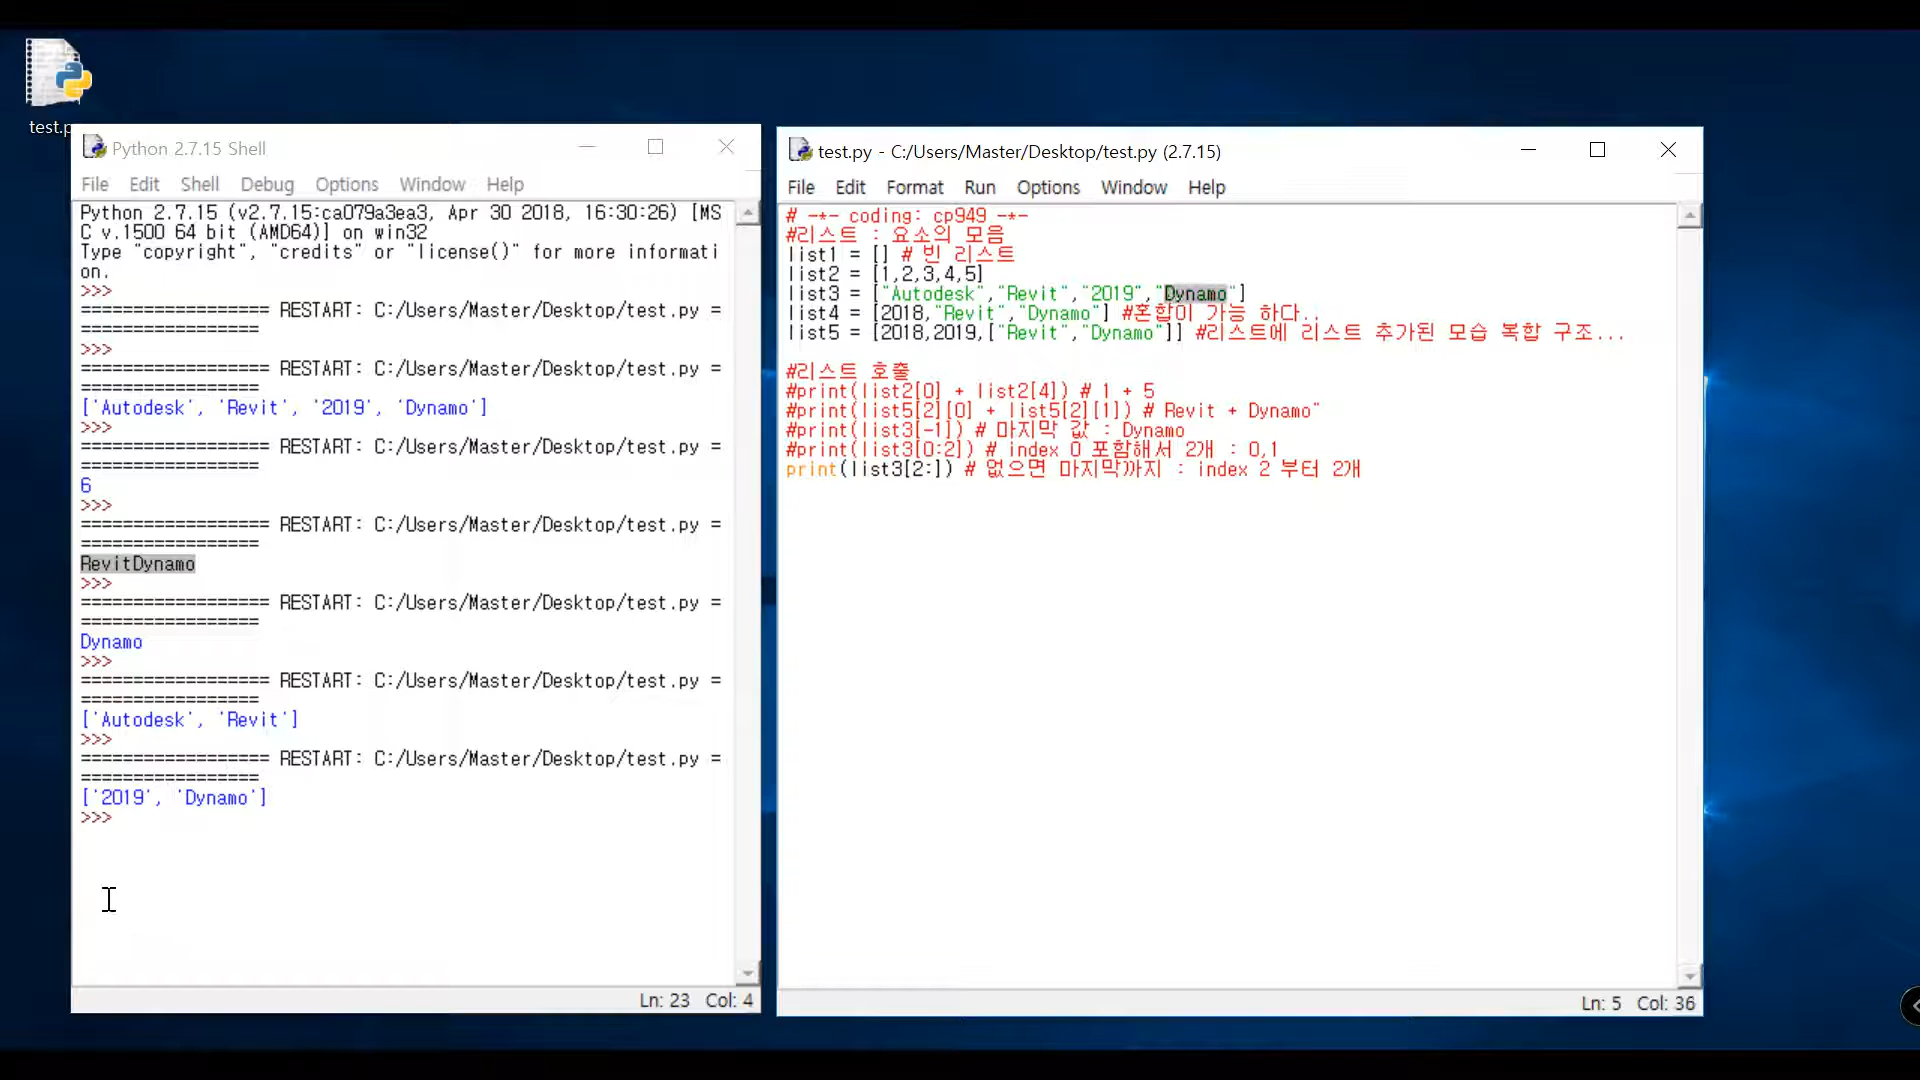 test.p
Python 2.7.15 Shell
File Edit Shell Debug Options Window Help
Python 2.7.15 (v2.7.15:ca079a3ea3, Apr 30 2018, 16:30:26) [MS
C v.1500 64 bit (AMD64)] on win32
Type "copyright", "credits" or "license()" for more informati
on.
>>>
================== RESTART: C:/Users/Master/Desktop/test.py =
=================
>>>
================== RESTART: C:/Users/Master/Desktop/test.py =
=================
['Autodesk', 'Revit', '2019', 'Dynamo']
>>>
================== RESTART: C:/Users/Master/Desktop/test.py =
=================
6
>>>
================== RESTART: C:/Users/Master/Desktop/test.py =
=================
RevitDynamo
>>>
================== RESTART: C:/Users/Master/Desktop/test.py =
=================
Dynamo
>>>
================== RESTART: C:/Users/Master/Desktop/test.py =
=================
['Autodesk', 'Revit']
>>>
================== RESTART: C:/Users/Master/Desktop/test.py =
=================
['2019', 'Dynamo']
>>>
Ln: 23 Col: 4
test.py - C:/Users/Master/Desktop/test.py (2.7.15)
File Edit Format Run Options Window Help
# -*- coding: cp949 -*-
#리스트 : 요소의 모음
list1 = [] # 빈 리스트
list2 = [1,2,3,4,5]
list3 = ["Autodesk","Revit","2019","Dynamo"]
list4 = [2018,"Revit","Dynamo"] #혼합이 가능 하다..
list5 = [2018,2019,["Revit","Dynamo"]] #리스트에 리스트 추가된 모습 복합 구조...
#리스트 호출
#print(list2[0] + list2[4]) # 1 + 5
#print(list5[2][0] + list5[2][1]) # Revit + Dynamo"
#print(list3[-1]) # 마지막 값 : Dynamo
#print(list3[0:2]) # index 0 포함해서 2개 : 0,1
print(list3[2:]) # 없으면 마지막까지 : index 2 부터 2개
Ln: 5 Col: 36